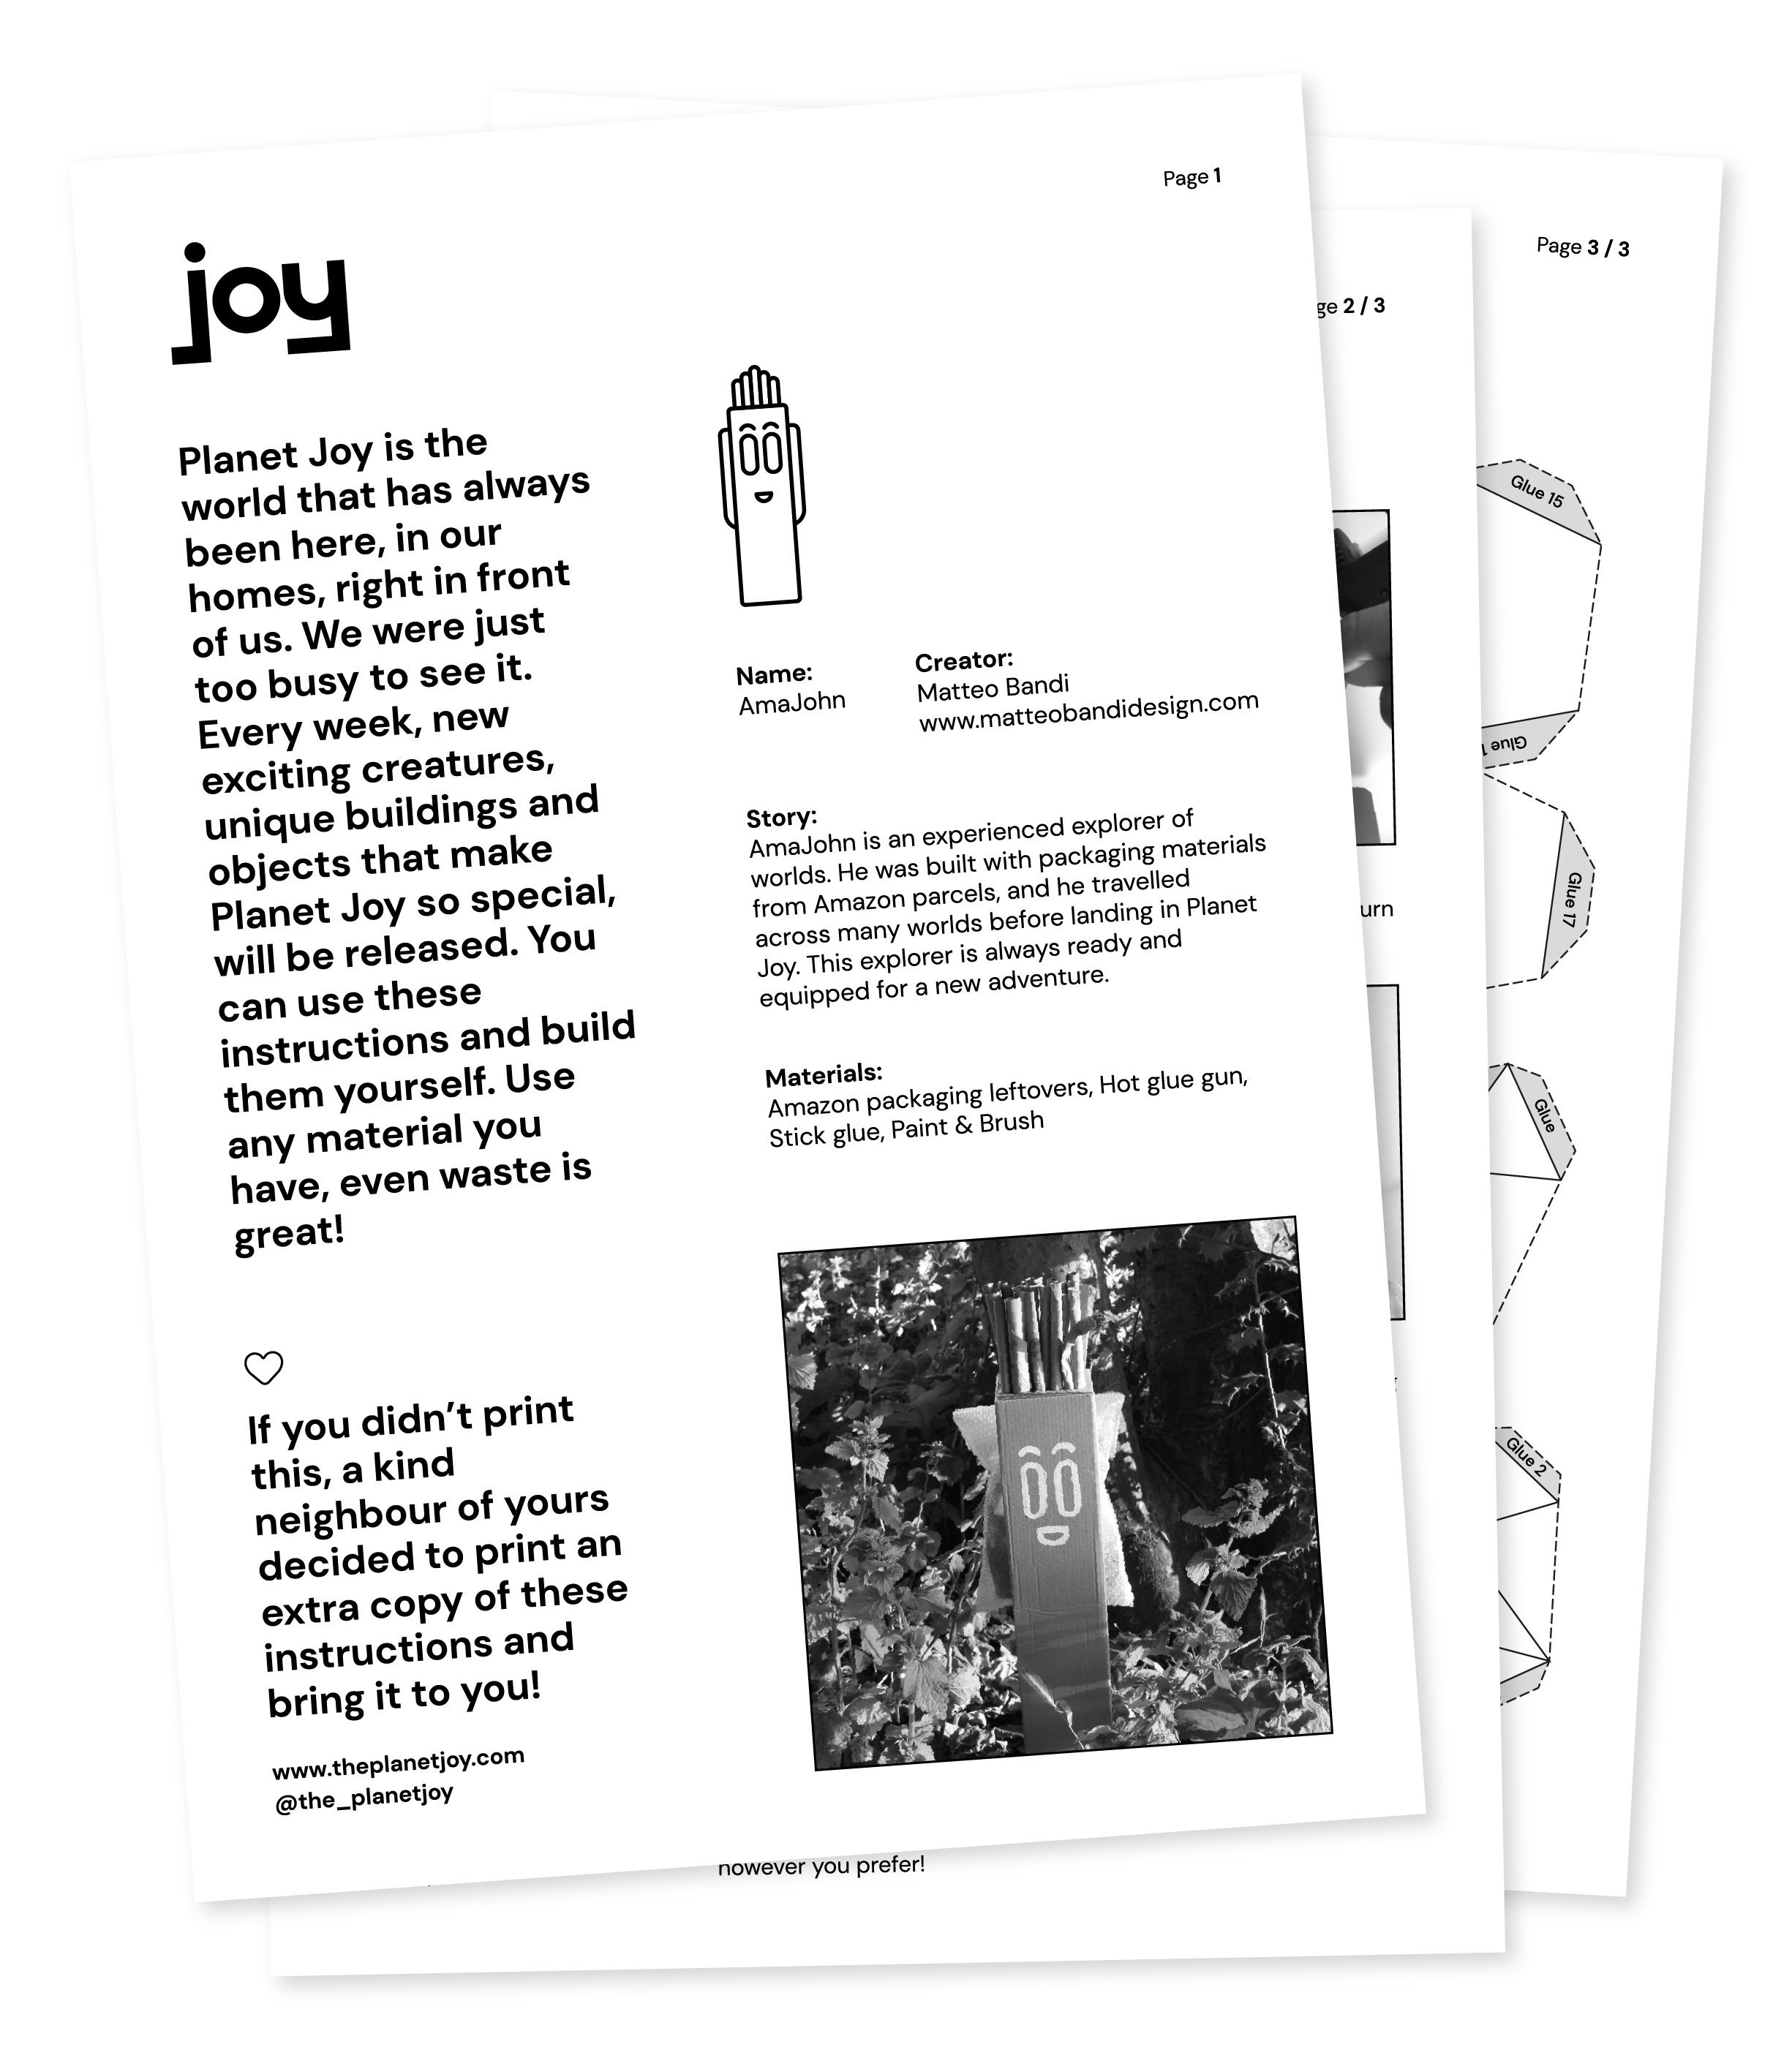 Page 1
joy
Planet Joy is the
world that has always
been here, in our
homes, right in front
of us. We were just
too busy to see it.
Every week, new
exciting creatures,
unique buildings and
objects that make
Planet Joy so special,
will be released. You
can use these
instructions and build
them yourself. Use
any material you
have, even waste is
great!
If you didn’t print
this, a kind
neighbour of yours
decided to print an
extra copy of these
instructions and
bring it to you!
www.theplanetjoy.com
@the_planetjoy
Name:
AmaJohn
Creator:
Matteo Bandi
www.matteobandidesign.com
Story:
AmaJohn is an experienced explorer of
worlds. He was built with packaging materials
from Amazon parcels, and he travelled
across many worlds before landing in Planet
Joy. This explorer is always ready and
equipped for a new adventure.
Materials:
Amazon packaging leftovers, Hot glue gun,
Stick glue, Paint & Brush
ge 2 / 3
urn
however you prefer!
Page 3 / 3
Glue 15
Glue 1
Glue 17
Glue
Glue 2